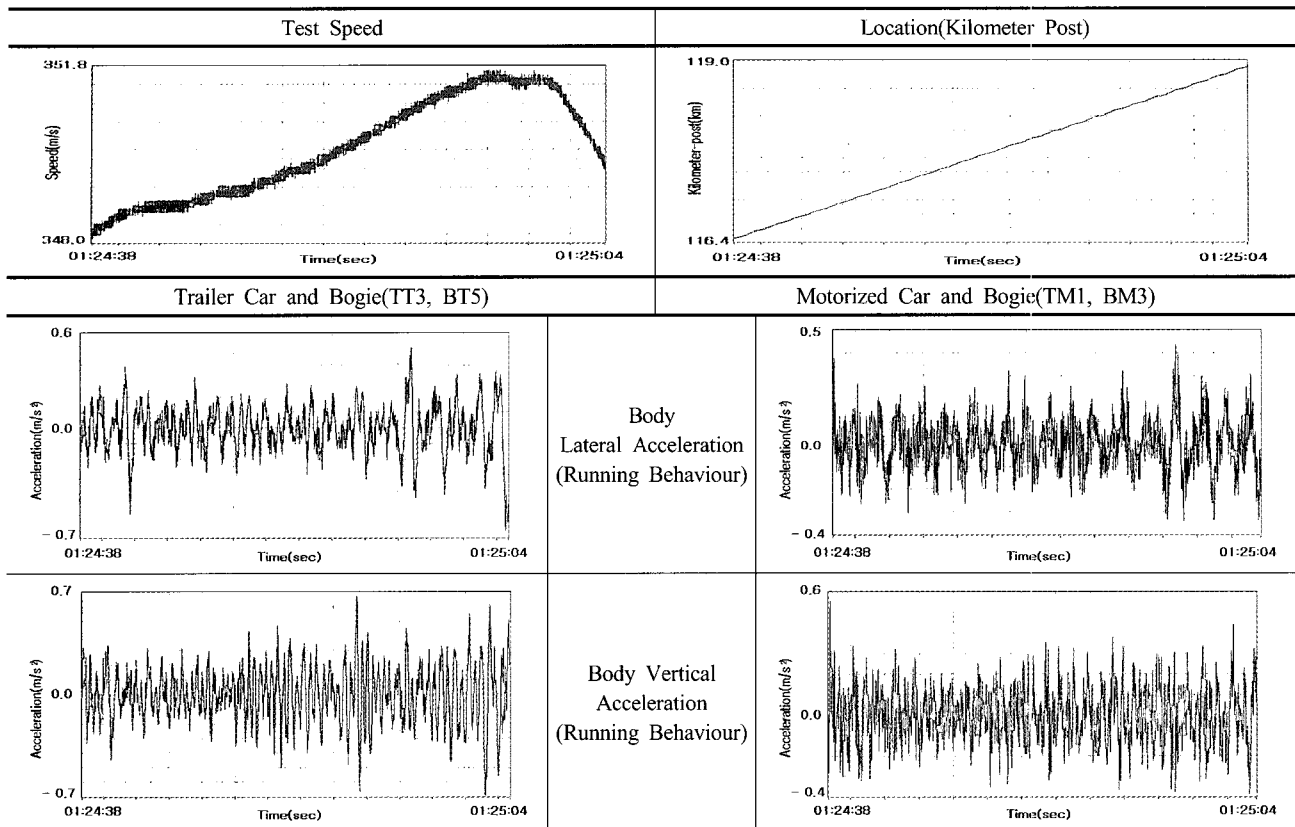 Test Speed
Location(Kilometer Post)
351.8
Speed(m/s)
348.0
01:24:38
Time(sec)
01:25:04
119.0
Kilometer-post(km)
116.4
01:24:38
Time(sec)
01:25:04
Trailer Car and Bogie(TT3, BT5)
Motorized Car and Bogie(TM1, BM3)
0.6
0.0
Acceleration(m/s²)
-0.7
01:24:38
Time(sec)
01:25:04
Body
Lateral Acceleration
(Running Behaviour)
0.5
0.0
Acceleration(m/s²)
-0.4
01:24:38
Time(sec)
01:25:04
0.7
0.0
Acceleration(m/s²)
-0.7
01:24:38
Time(sec)
01:25:04
Body Vertical
Acceleration
(Running Behaviour)
0.6
0.0
Acceleration(m/s²)
-0.4
01:24:38
Time(sec)
01:25:04